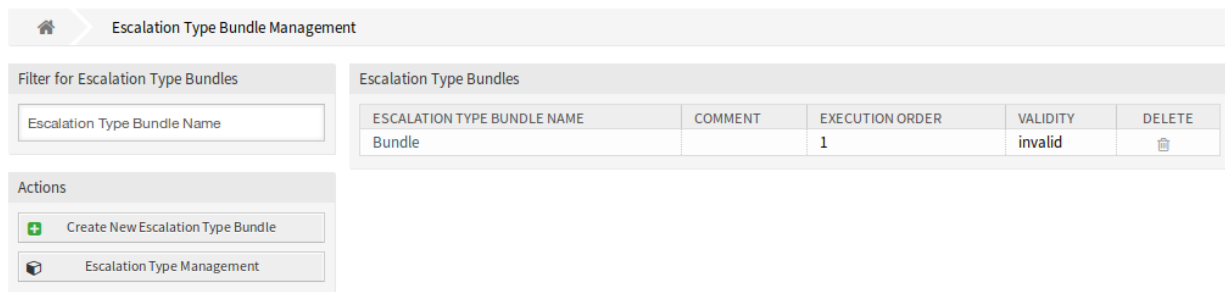 Escalation Type Bundle Management
Filter for Escalation Type Bundles
Escalation Type Bundle Name
Actions
Create New Escalation Type Bundle
Escalation Type Management
Escalation Type Bundles
ESCALATION TYPE BUNDLE NAME COMMENT EXECUTION ORDER VALIDITY DELETE
Bundle 1 invalid